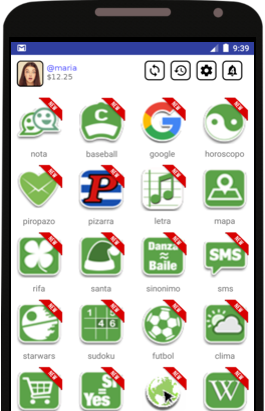 9:39
@maria
$12.25
NEW NEW NEW NEW
C
nota baseball google horoscopo
NEW NEW NEW NEW
P
piropazo pizarra letra mapa
NEW NEW NEW NEW
Danza
≈
Baile
SMS
rifa santa sinonimo sms
NEW NEW NEW NEW
1
4 6
starwars sudoku futbol clima
NEW NEW NEW NEW
Si
Yes
W